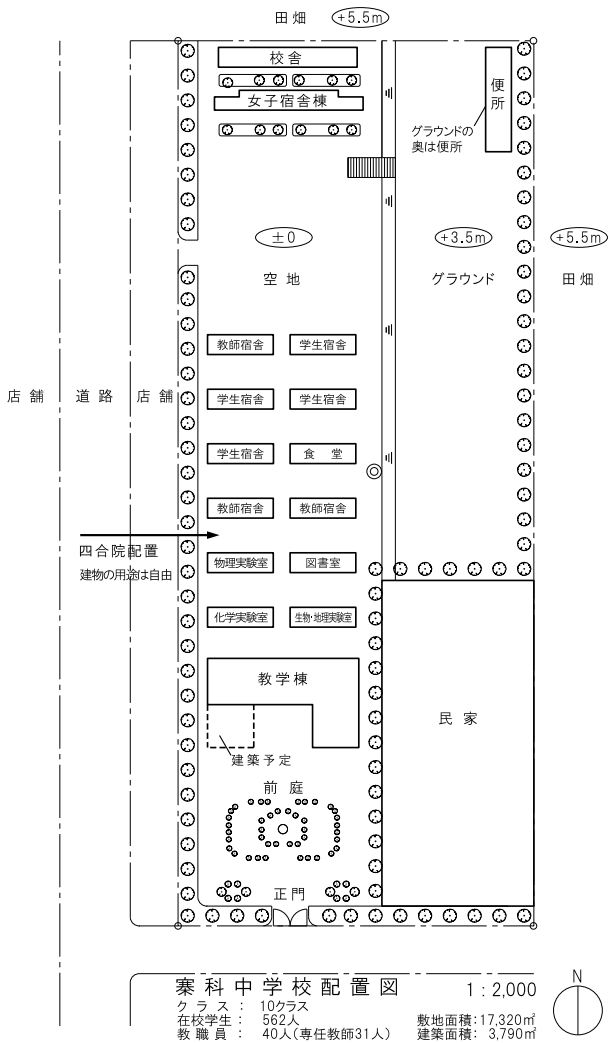 田畑 +5.5m
校舎
女子宿舎棟
便所
グラウンドの
奥は便所
±0
+3.5m
+5.5m
空地
グラウンド
田畑
教師宿舎 学生宿舎
店舗 道路 店舗
学生宿舎 学生宿舎
学生宿舎 食堂
教師宿舎 教師宿舎
四合院配置
建物の用途は自由
物理実験室 図書室
化学実験室 生物・地理実験室
教学棟
民家
建築予定
前庭
正門
寨科中学校配置図 1:2,000
N
クラス: 10クラス
在校学生: 562人 敷地面積:17,320㎡
教職員: 40人(専任教師31人) 建築面積: 3,790㎡